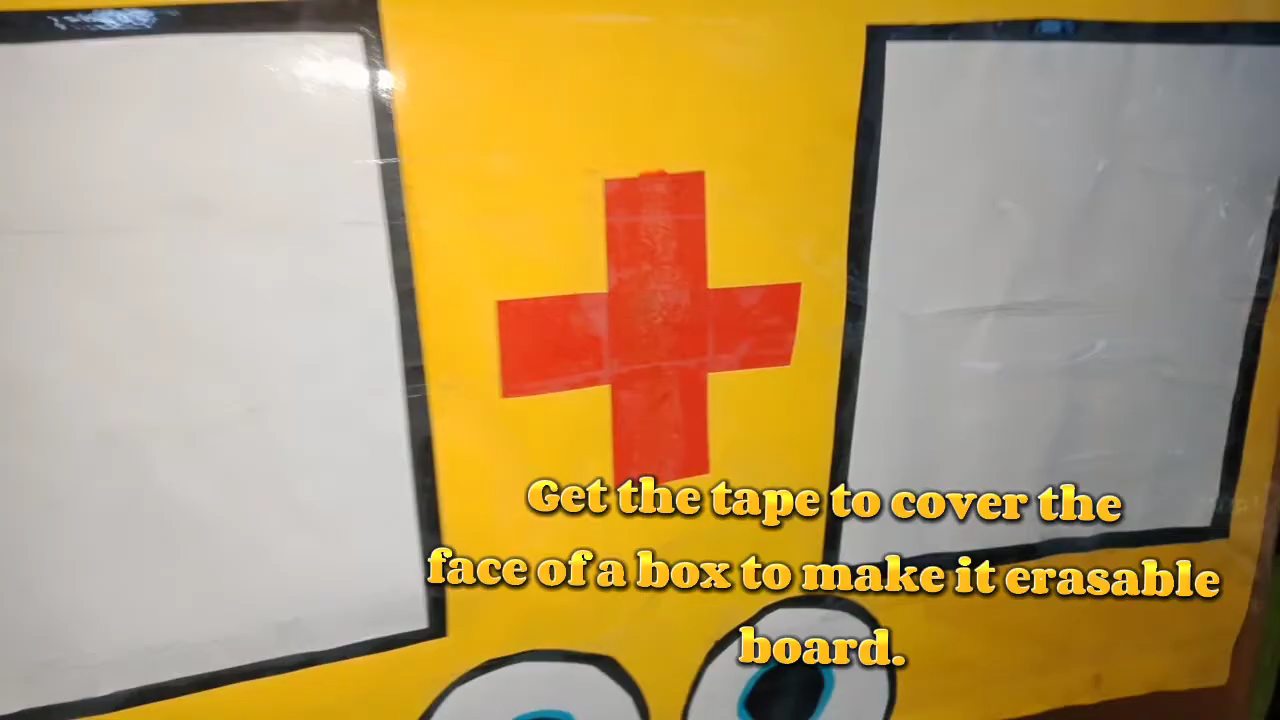 Get the tape to cover the
face of a box to make it erasable
board.